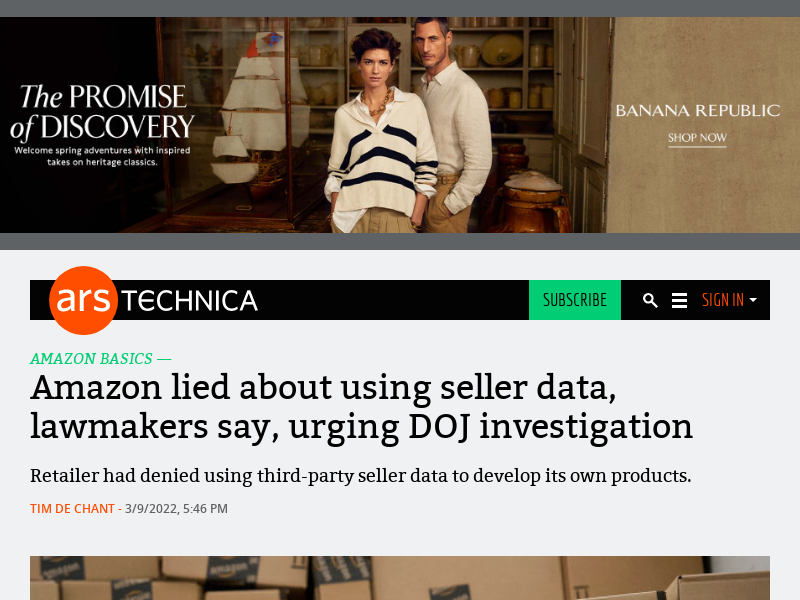 The PROMISE
of DISCOVERY
Welcome spring adventures with inspired
takes on heritage classics.
BANANA REPUBLIC
SHOP NOW
ars TECHNICA
SUBSCRIBE
SIGN IN
AMAZON BASICS —
Amazon lied about using seller data,
lawmakers say, urging DOJ investigation
Retailer had denied using third-party seller data to develop its own products.
TIM DE CHANT - 3/9/2022, 5:46 PM